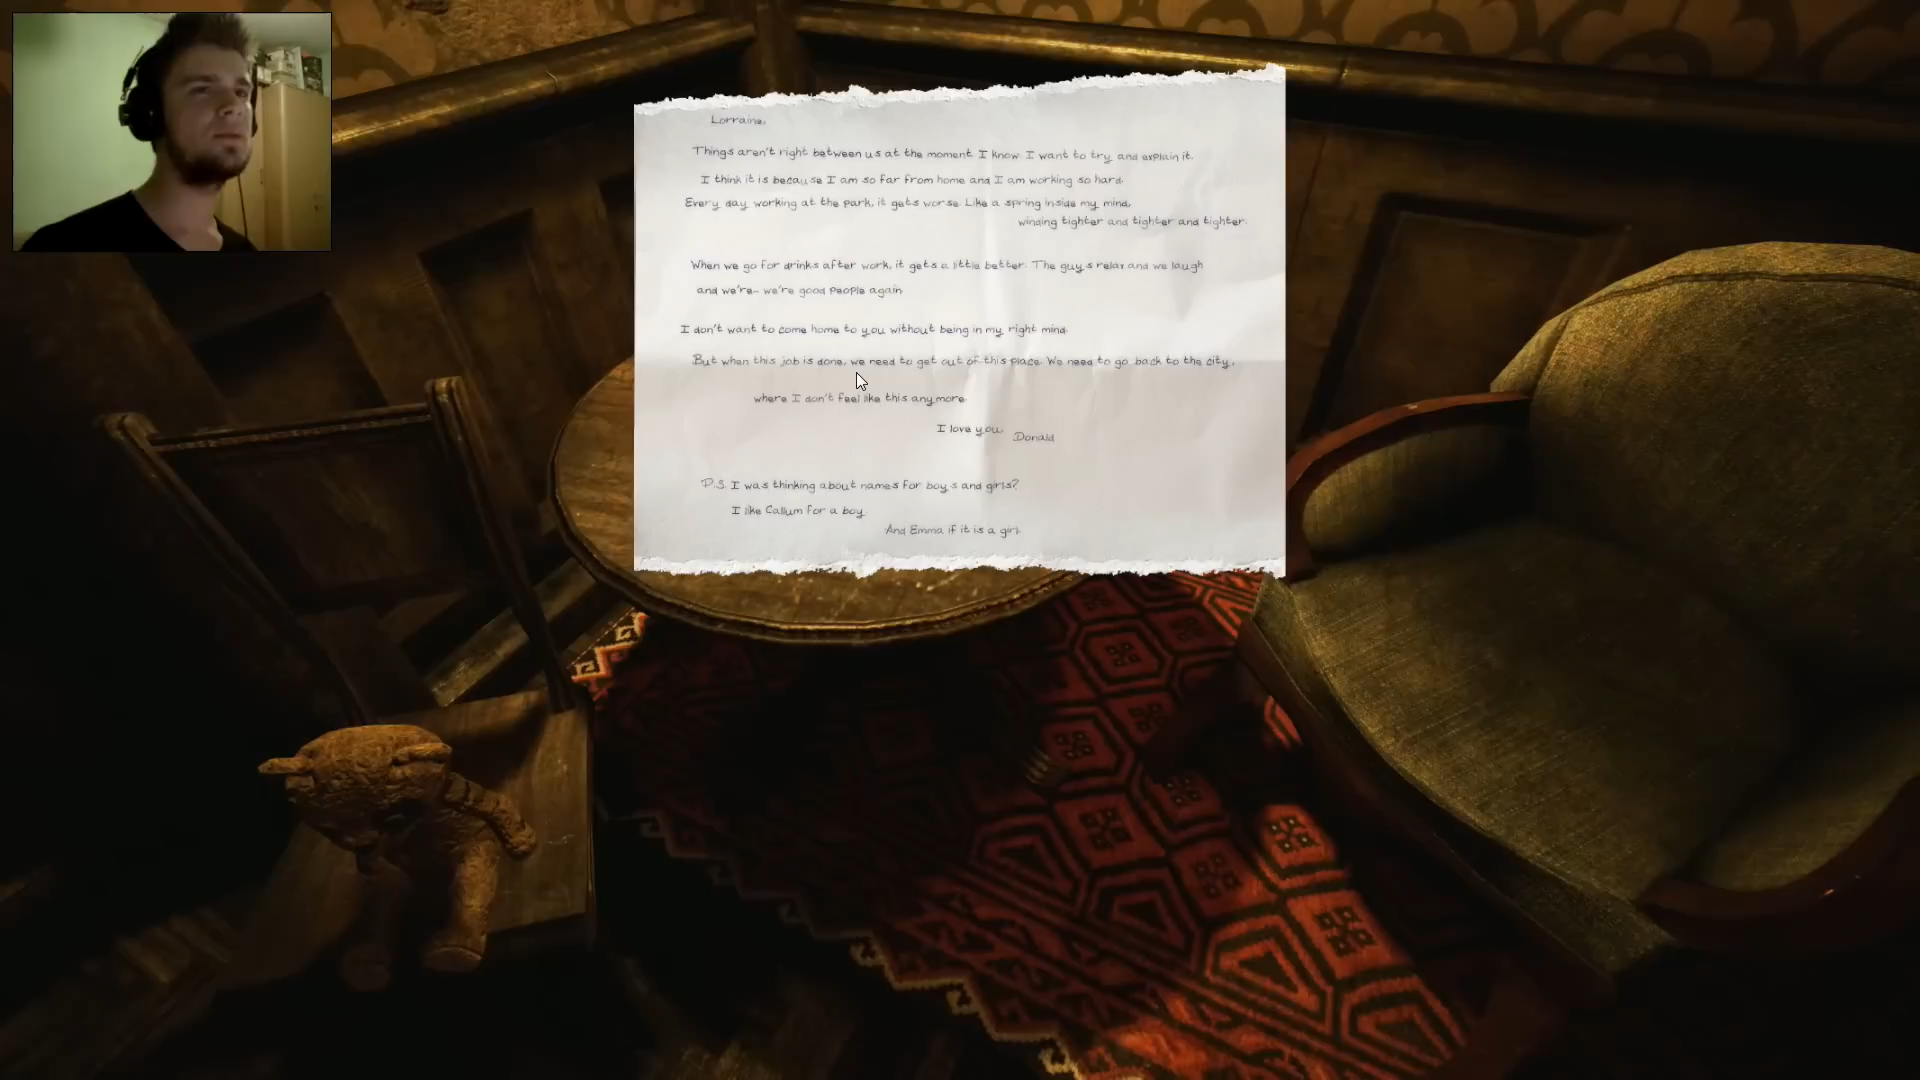 Lorraine,
Things aren't right between us at the moment I know. I want to try and explain it.
I think it is because I am so far from home and I am working so hard.
Every day working at the park, it gets worse. Like a spring inside my mind,
winding tighter and tighter and tighter.
When we go for drinks after work, it gets a little better. The guys relax and we laugh
and we're- we're good people again
I don't want to come home to you without being in my right mind.
But when this job is done, we need to get out of this place. We need to go back to the city,
where I don't feel like this anymore.
I love you.
Donald
P.S. I was thinking about names for boys and girls?
I like Callum for a boy.
And Emma if it is a girl.